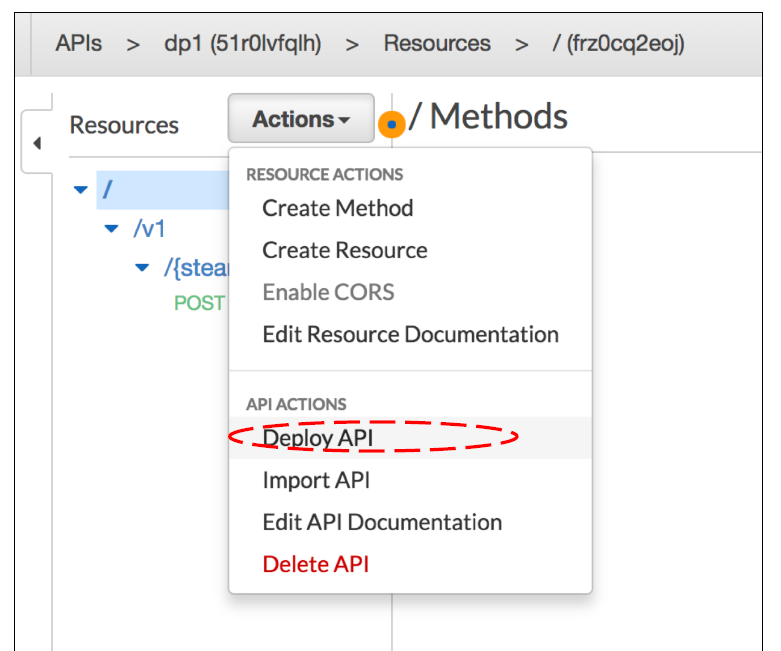 APIs > dp1 (51r0lvfqlh) > Resources > / (frz0cq2eoj)
Resources
Actions
/ Methods
/
/v1
/{stea
POST
RESOURCE ACTIONS
Create Method
Create Resource
Enable CORS
Edit Resource Documentation
API ACTIONS
Deploy API
Import API
Edit API Documentation
Delete API